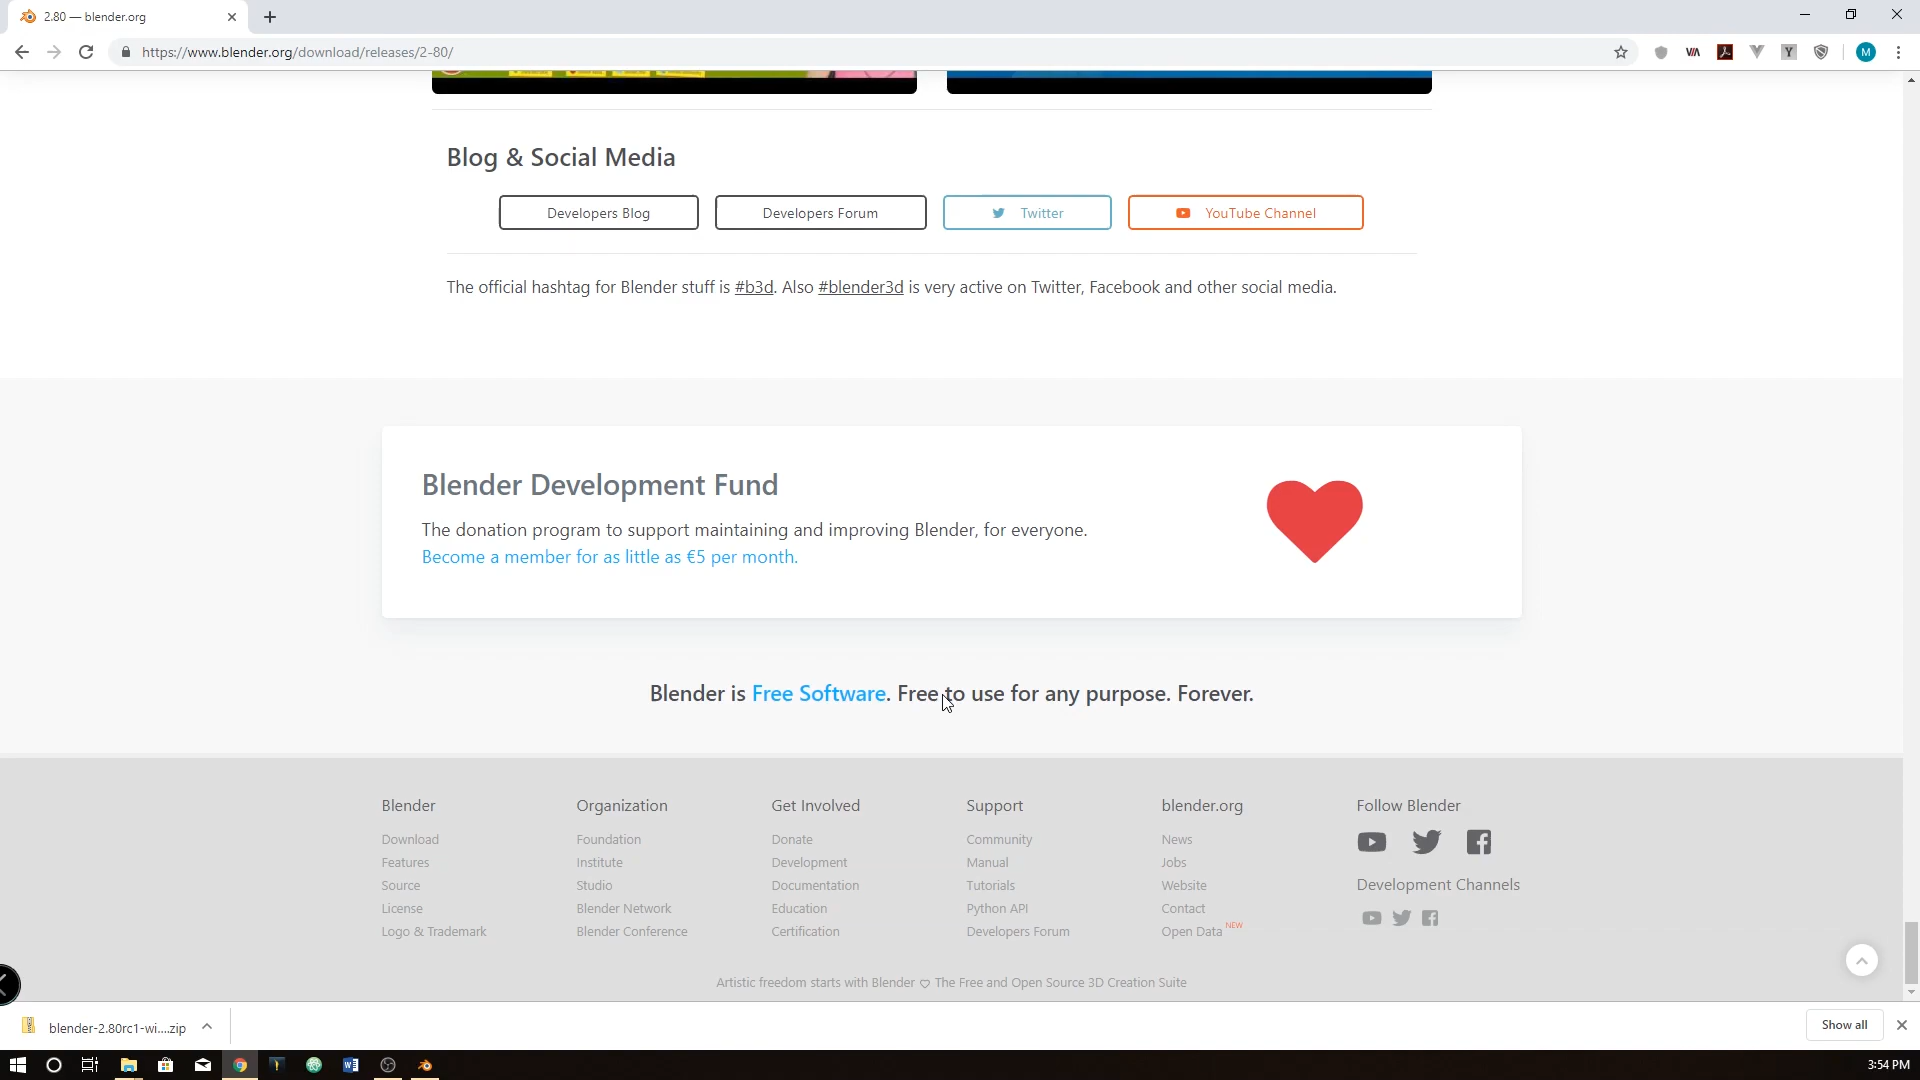 2.80 — blender.org
https://www.blender.org/download/releases/2-80/
VIA
Y
M
Blog & Social Media
Developers Blog
Developers Forum
Twitter
YouTube Channel
The official hashtag for Blender stuff is #b3d. Also #blender3d is very active on Twitter, Facebook and other social media.
Blender Development Fund
The donation program to support maintaining and improving Blender, for everyone.
Become a member for as little as €5 per month.
Blender is Free Software. Free to use for any purpose. Forever.
Blender
Download
Features
Source
License
Logo & Trademark
Organization
Foundation
Institute
Studio
Blender Network
Blender Conference
Get Involved
Donate
Development
Documentation
Education
Certification
Support
Community
Manual
Tutorials
Python API
Developers Forum
blender.org
News
Jobs
Website
Contact
Open Data NEW
Follow Blender
Development Channels
Artistic freedom starts with Blender ♡ The Free and Open Source 3D Creation Suite
blender-2.80rc1-wi....zip
Show all
3:54 PM